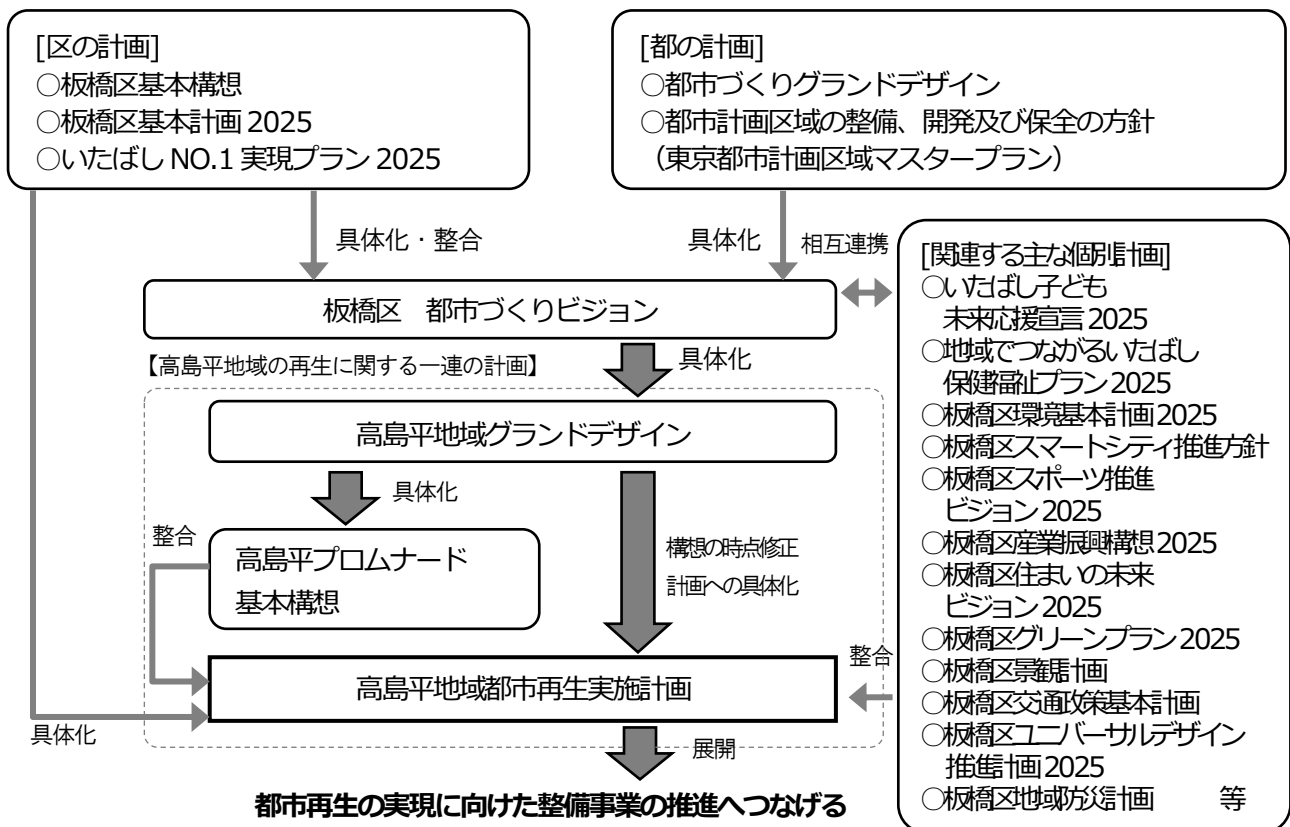 [区の計画]
○板橋区基本構想
○板橋区基本計画 2025
○いたばし NO.1 実現プラン 2025
[都の計画]
○都市づくりグランドデザイン
○都市計画区域の整備、開発及び保全の方針
（東京都市計画区域マスタープラン）
具体化・整合
具体化
相互連携
板橋区　都市づくりビジョン
【高島平地域の再生に関する一連の計画】
具体化
高島平地域グランドデザイン
具体化
整合
高島平プロムナード
基本構想
構想の時点修正
計画への具体化
高島平地域都市再生実施計画
整合
具体化
展開
都市再生の実現に向けた整備事業の推進へつなげる
[関連する主な個別計画]
○いたばし子ども
未来応援宣言 2025
○地域でつながるいたばし
保健福祉プラン 2025
○板橋区環境基本計画 2025
○板橋区スマートシティ推進方針
○板橋区スポーツ推進
ビジョン 2025
○板橋区産業振興構想 2025
○板橋区住まいの未来
ビジョン 2025
○板橋区グリーンプラン 2025
○板橋区景観計画
○板橋区交通政策基本計画
○板橋区ユニバーサルデザイン
推進計画 2025
○板橋区地域防災計画　等